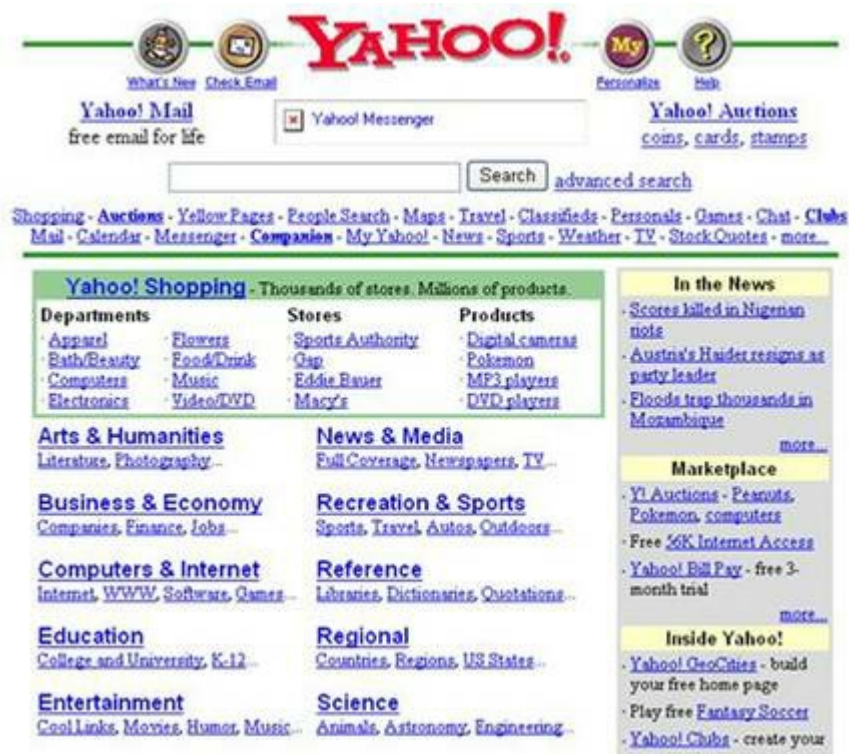 YAHOO!
My
?
What's New
Check Email
Personalize
Help
Yahoo! Mail
free email for life
Yahoo! Messenger
Yahoo! Auctions
coins, cards, stamps
Search
advanced search
Shopping - Auctions - Yellow Pages - People Search - Maps - Travel - Classifieds - Personals - Games - Chat - Clubs
Mail - Calendar - Messenger - Companion - My Yahoo! - News - Sports - Weather - TV - Stock Quotes - more...
Yahoo! Shopping - Thousands of stores. Millions of products.
Departments
· Apparel
· Bath/Beauty
· Computers
· Electronics
· Flowers
· Food/Drink
· Music
· Video/DVD
Stores
· Sports Authority
· Gap
· Eddie Bauer
· Macy's
Products
· Digital cameras
· Pokemon
· MP3 players
· DVD players
Arts & Humanities
Literature, Photography...
News & Media
Full Coverage, Newspapers, TV...
Business & Economy
Companies, Finance, Jobs...
Recreation & Sports
Sports, Travel, Autos, Outdoors...
Computers & Internet
Internet, WWW, Software, Games...
Reference
Libraries, Dictionaries, Quotations...
Education
College and University, K-12...
Regional
Countries, Regions, US States...
Entertainment
Cool Links, Movies, Humor, Music...
Science
Animals, Astronomy, Engineering...
In the News
· Scores killed in Nigerian
riots
· Austria's Haider resigns as
party leader
· Floods trap thousands in
Mozambique
more...
Marketplace
· Y! Auctions - Peanuts,
Pokemon, computers
· Free 56K Internet Access
· Yahoo! Bill Pay - free 3-
month trial
more...
Inside Yahoo!
· Yahoo! GeoCities - build
your free home page
· Play free Fantasy Soccer
· Yahoo! Clubs - create your